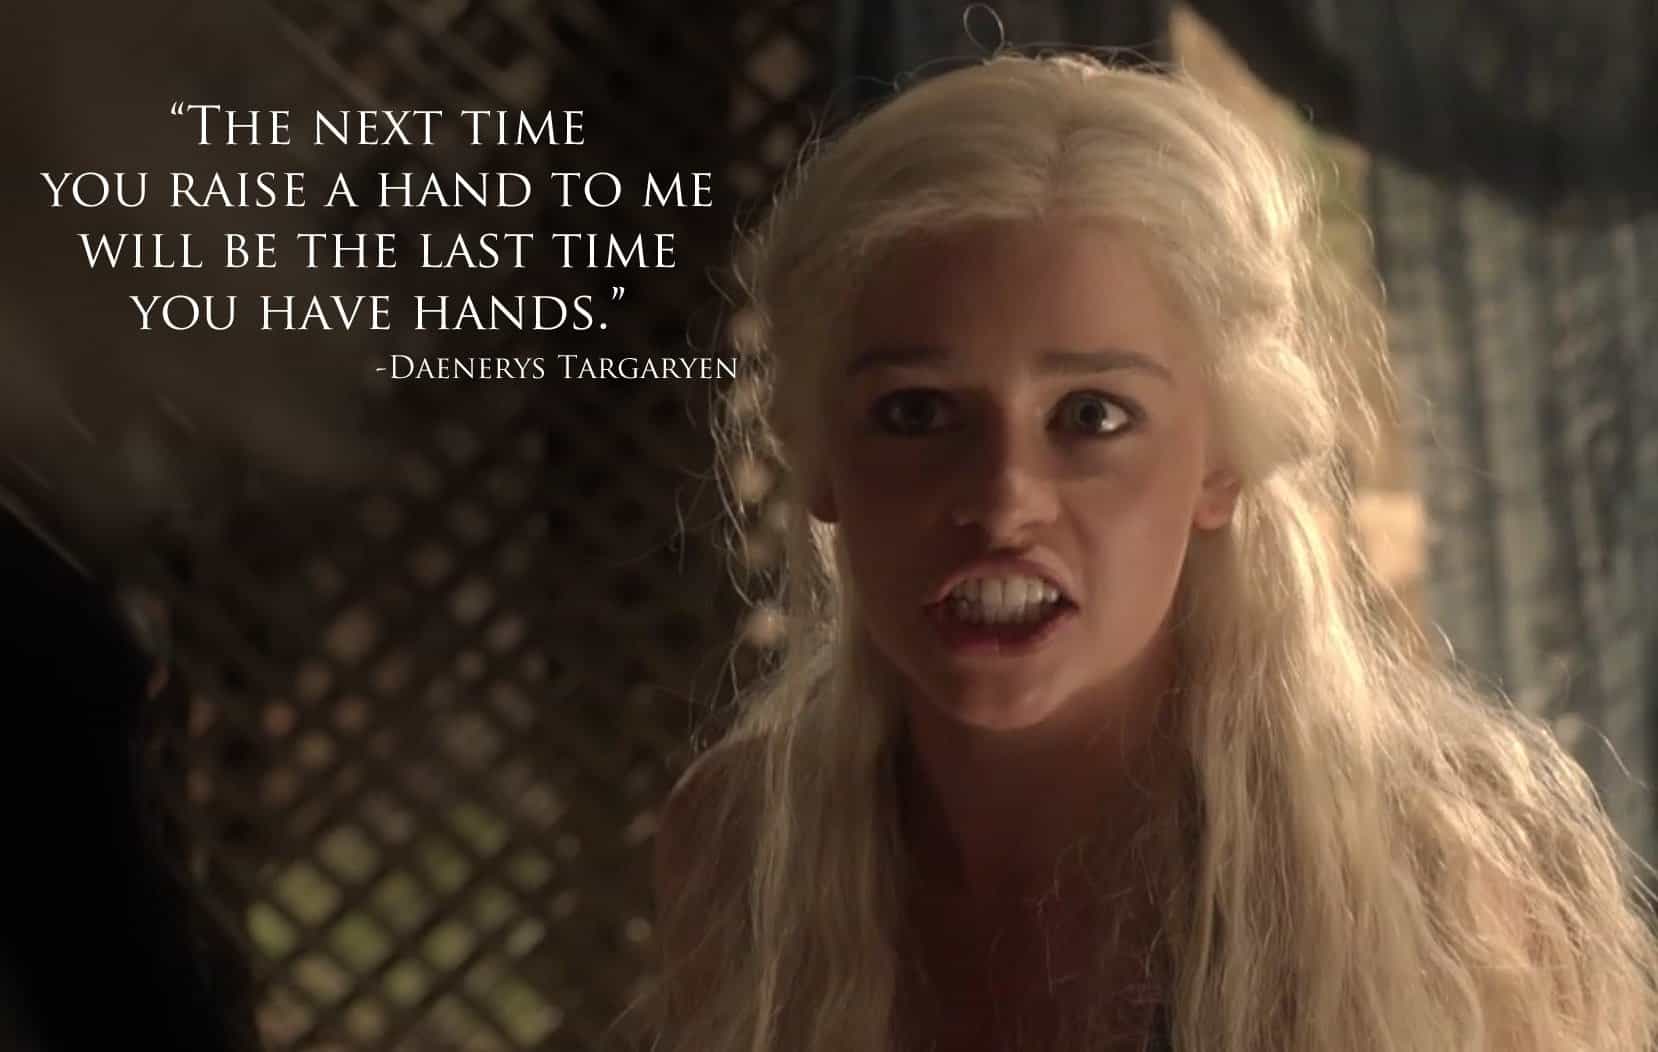 “The next time
you raise a hand to me
will be the last time
you have hands.”
-Daenerys Targaryen